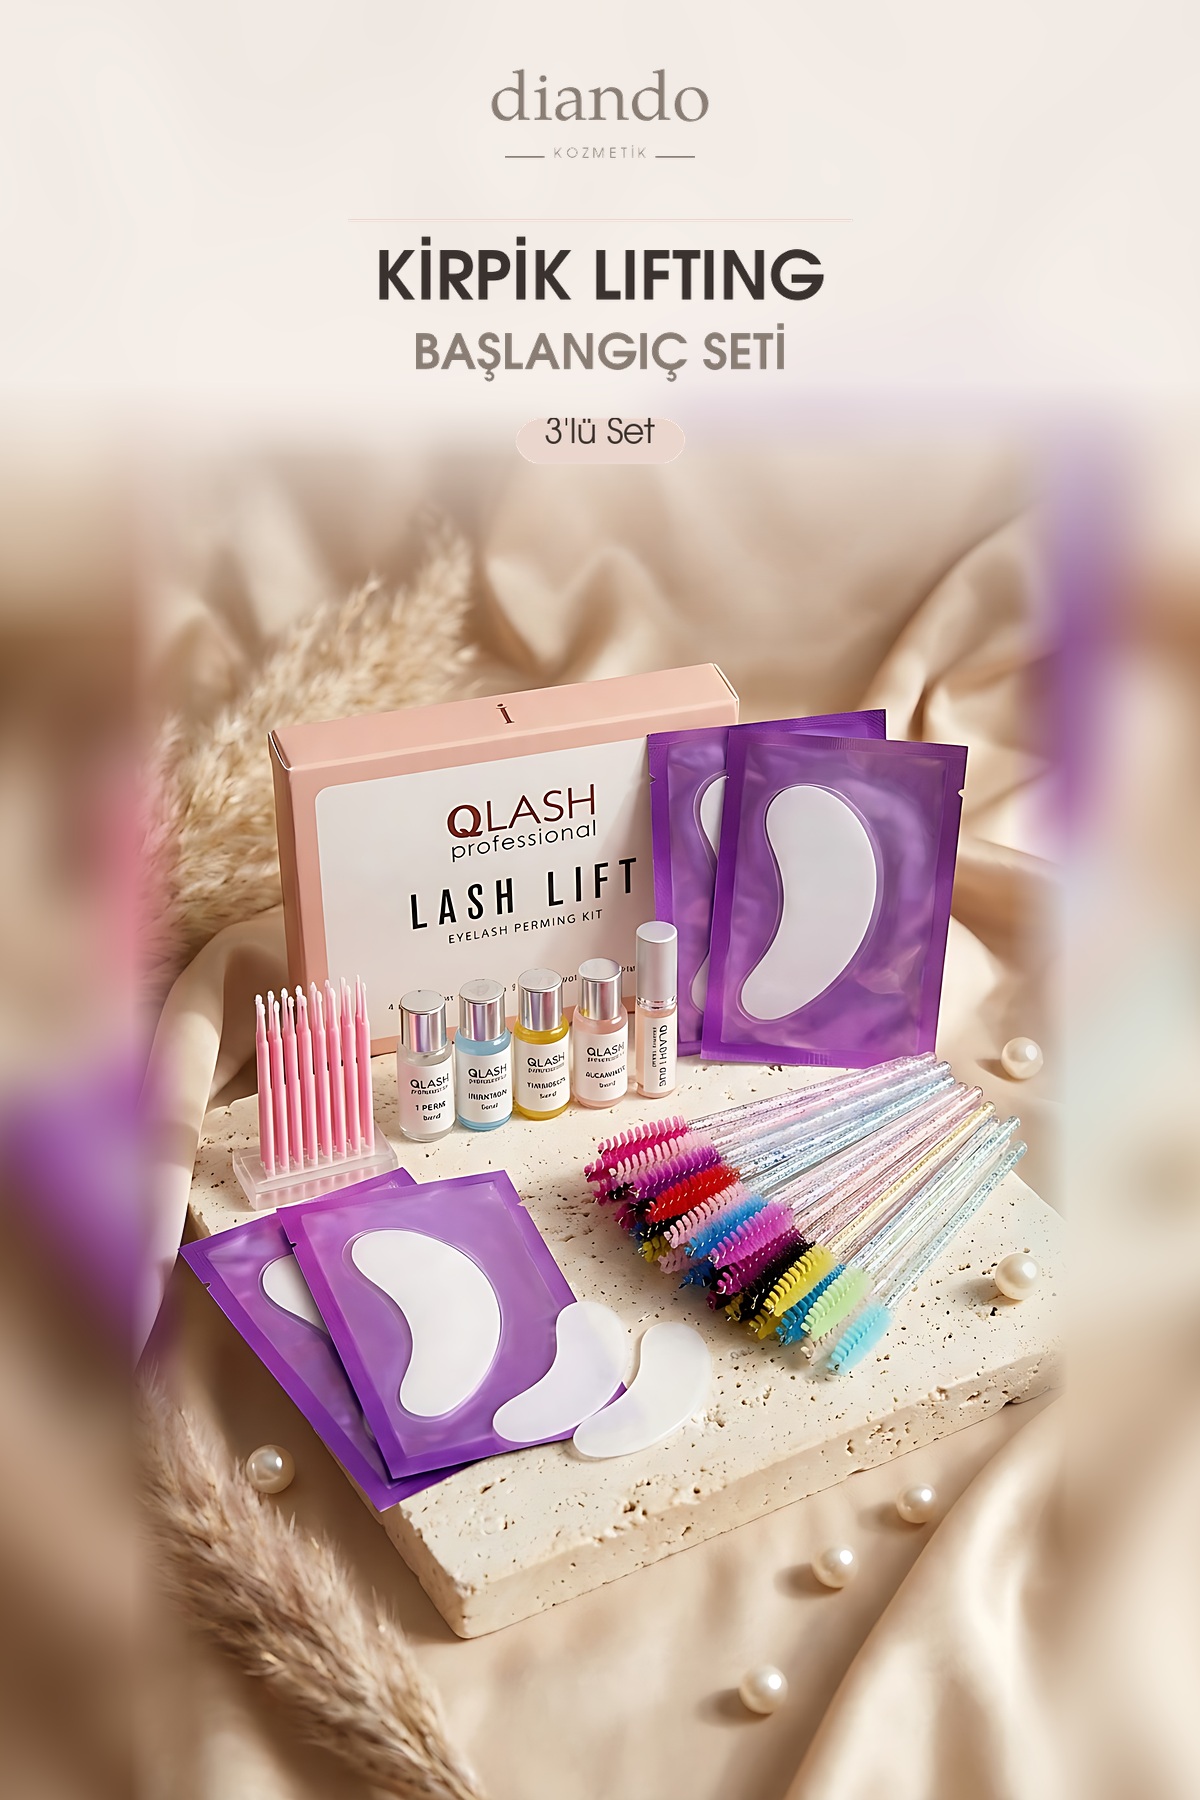 diando
KOZMETİK
KİRPİK LIFTING
BAŞLANGIÇ SETİ
3'lü Set
i
QLASH
professional
LASH LIFT
EYELASH PERMING KIT
QLASH
1 PERM
QLASH
QLASH
QLASH